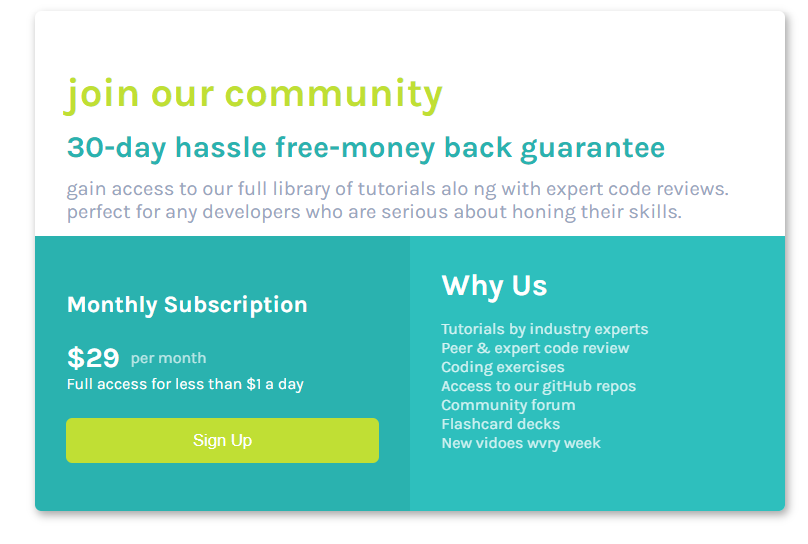 join our community
30-day hassle free-money back guarantee
gain access to our full library of tutorials alo ng with expert code reviews.
perfect for any developers who are serious about honing their skills.
Monthly Subscription
$29 per month
Full access for less than $1 a day
Sign Up
Why Us
Tutorials by industry experts
Peer & expert code review
Coding exercises
Access to our gitHub repos
Community forum
Flashcard decks
New vidoes wvry week